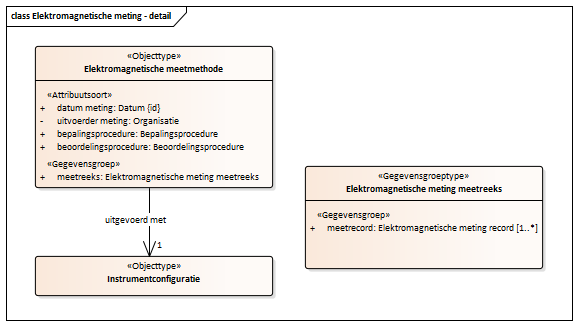 class Elektromagnetische meting - detail
«Objecttype»
Elektromagnetische meetmethode
«Attribuutsoort»
+ datum meting: Datum {id}
- uitvoerder meting: Organisatie
+ bepalingsprocedure: Bepalingsprocedure
+ beoordelingsprocedure: Beoordelingsprocedure
«Gegevensgroep»
+ meetreeks: Elektromagnetische meting meetreeks
uitgevoerd met
1
«Objecttype»
Instrumentconfiguratie
«Gegevensgroeptype»
Elektromagnetische meting meetreeks
«Gegevensgroep»
+ meetrecord: Elektromagnetische meting record [1..*]